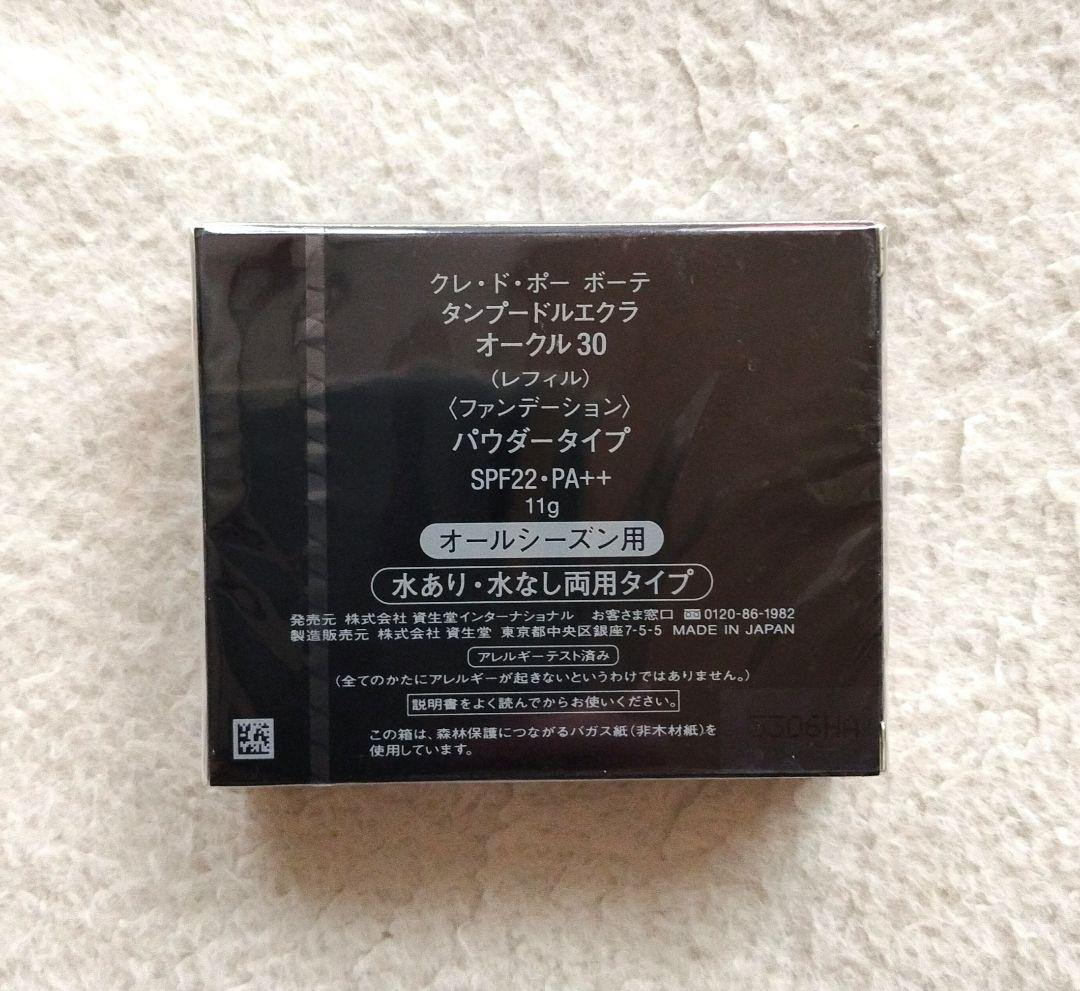 クレ・ド・ポー ボーテ
タンプードルエクラ
オークル30
（レフィル）
〈ファンデーション〉
パウダータイプ
SPF22・PA++
11g
オールシーズン用
水あり・水なし両用タイプ
発売元 株式会社 資生堂インターナショナル お客さま窓口 0120-86-1982
製造販売元 株式会社 資生堂 東京都中央区銀座7-5-5 MADE IN JAPAN
アレルギーテスト済み
（全てのかたにアレルギーが起きないというわけではありません。）
説明書をよく読んでからお使いください。
この箱は、森林保護につながるバガス紙（非木材紙）を
使用しています。
3306HA